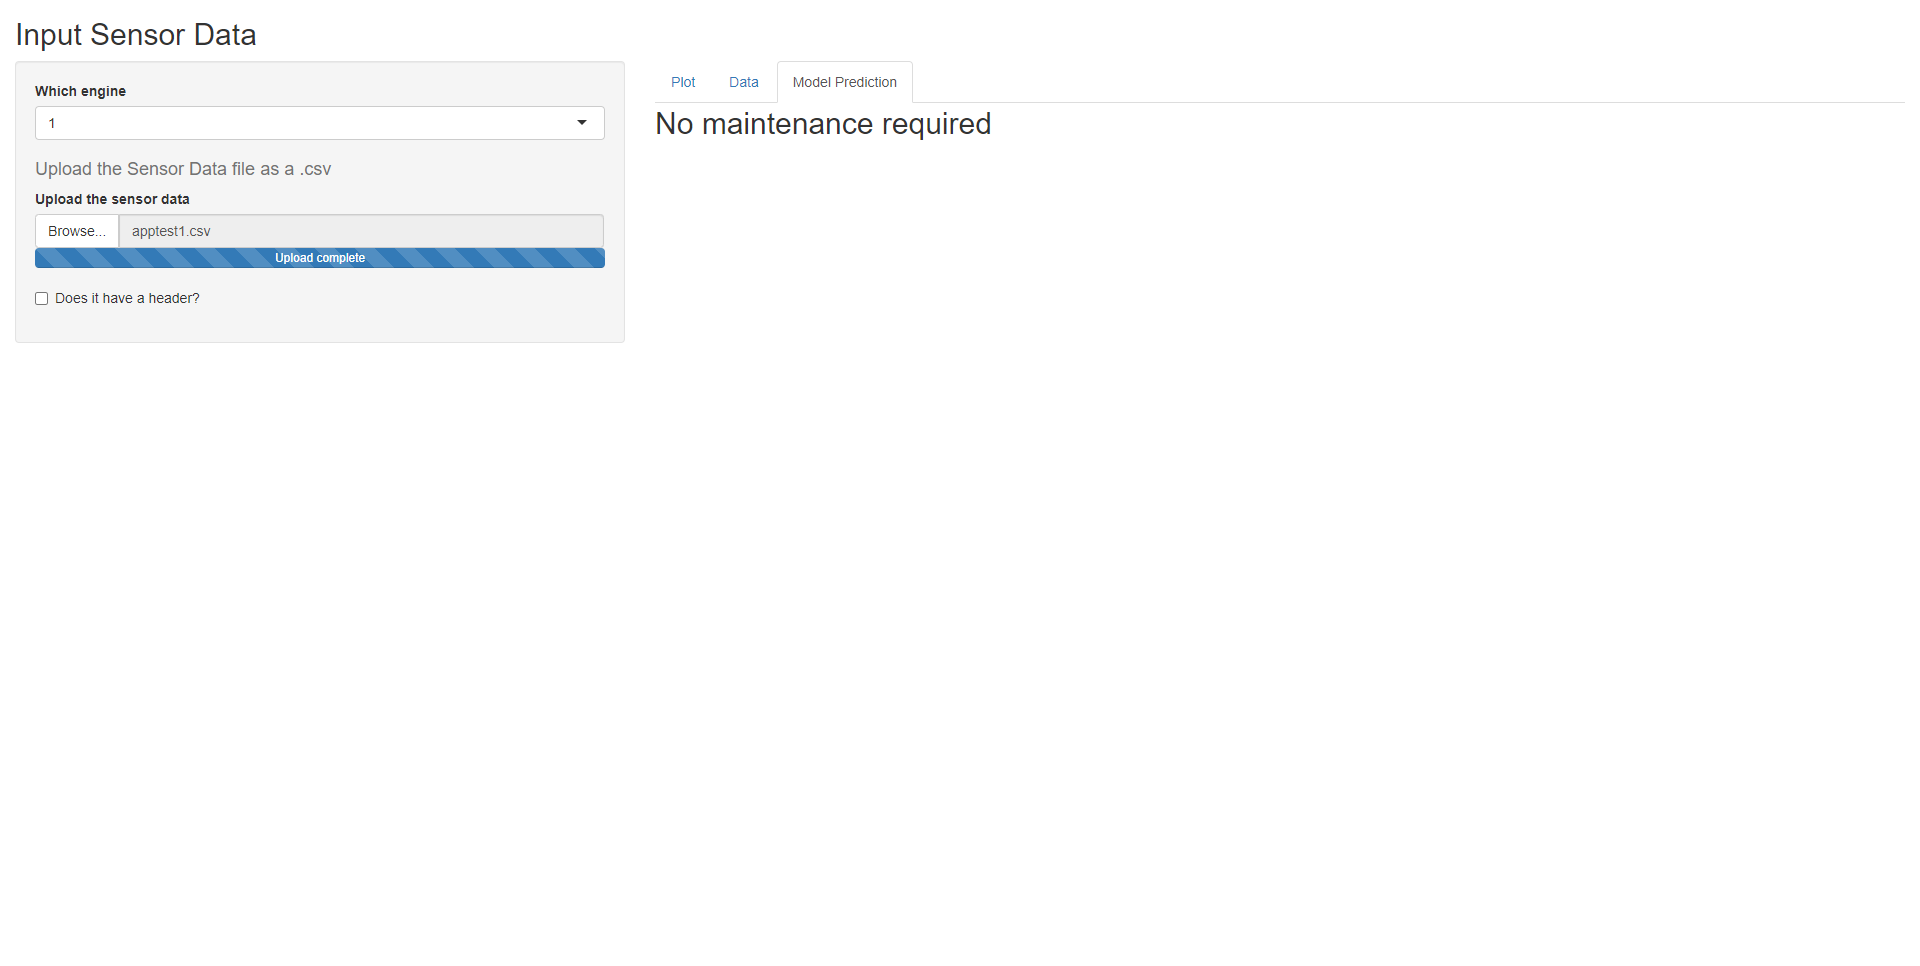 Input Sensor Data
Which engine
1
Upload the Sensor Data file as a .csv
Upload the sensor data
Browse... apptest1.csv
Upload complete
Does it have a header?
Plot Data Model Prediction
No maintenance required